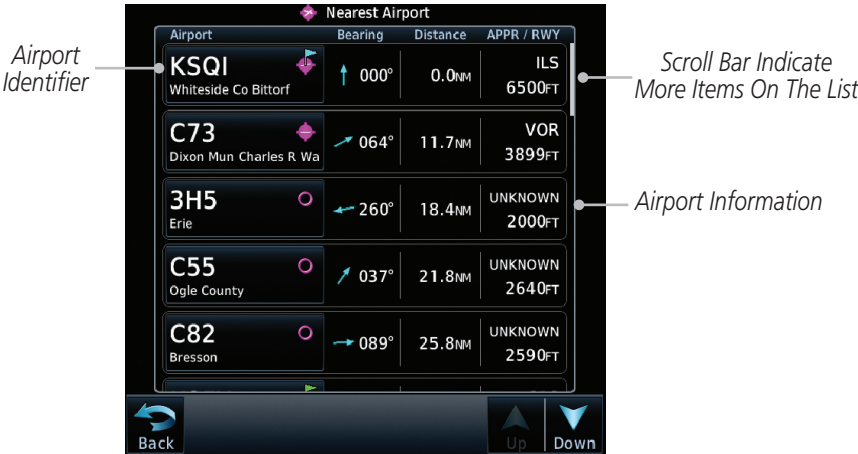 Nearest Airport
Airport Bearing Distance APPR / RWY
Airport Identifier
KSQI
Whiteside Co Bittorf
000°
0.0NM
ILS
6500FT
Scroll Bar Indicate
More Items On The List
C73
Dixon Mun Charles R Wa
064°
11.7NM
VOR
3899FT
3H5
Erie
260°
18.4NM
UNKNOWN
2000FT
Airport Information
C55
Ogle County
037°
21.8NM
UNKNOWN
2640FT
C82
Bresson
089°
25.8NM
UNKNOWN
2590FT
Back
Up
Down